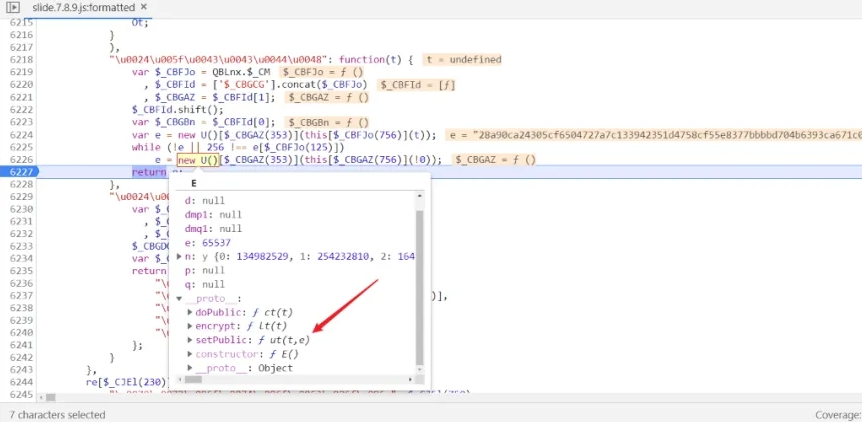 slide.7.8.9.js:formatted ×
6215 Ot;
6216 }
6217 ),
6218 "\u0024\u005f\u0043\u0043\u0044\u0048": function(t) { t = undefined
6219 var $_CBFJo = QBLnx.$_CM $_CBFJo = ƒ ()
6220 , $_CBFId = ['$_CBGCG'].concat($_CBFJo) $_CBFId = [ƒ]
6221 , $_CBGAZ = $_CBFId[1]; $_CBGAZ = ƒ ()
6222 $_CBFId.shift();
6223 var $_CBGBn = $_CBFId[0]; $_CBGBn = ƒ ()
6224 var e = new U()[$_CBGAZ(353)](this[$_CBFJo(756)](t)); e = "28a90ca24305cf6504727a7c133942351d4758cf55e8377bbbbd704b6393ca671c0
6225 while (!e || 256 !== e[$_CBFJo(125)])
6226 e = new U()[$_CBGAZ(353)](this[$_CBGAZ(756)](!0)); $_CBGAZ = ƒ ()
6227 return
6228 },
E
6229 "\u0024\u00
d: null
6230 var $_C
dmp1: null
6231 , $_
dmq1: null
6232 , $_
e: 65537
6233 $_CBGDO
n: y {0: 134982529, 1: 254232810, 2: 164
6234 var $_C
p: null
6235 return
q: null
6236 "\u
__proto__:
6237 "\u )],
doPublic: ƒ ct(t)
6238 "\u
encrypt: ƒ lt(t)
6239 "\u
setPublic: ƒ ut(t,e)
6240 "\u
constructor: ƒ E()
6241 };
__proto__: Object
6242 }
6243 },
6244 re[$_CJEl(230)]
6245
7 characters selected
Coverage: